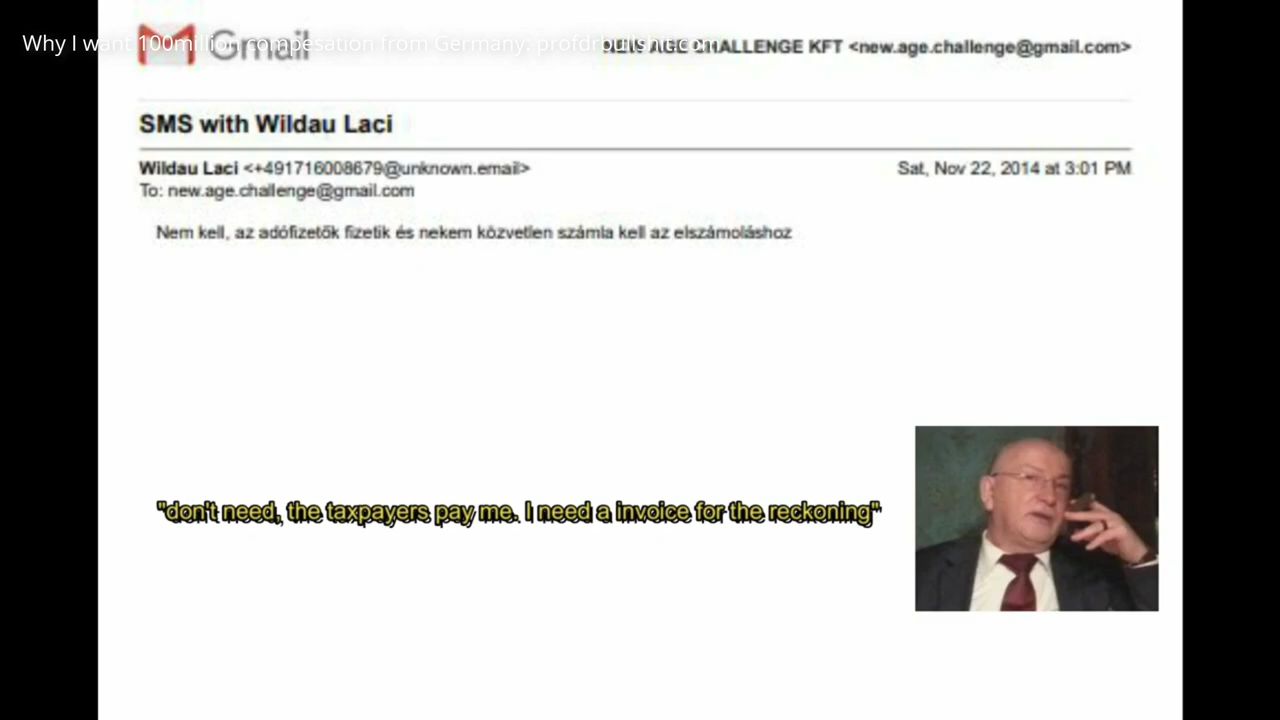 Why I want 100million compesation from Germany. profdrbullshit.com
Gmail
NEW AGE CHALLENGE KFT <new.age.challenge@gmail.com>
SMS with Wildau Laci
Wildau Laci <+491716008679@unknown.email>
Sat, Nov 22, 2014 at 3:01 PM
To: new.age.challenge@gmail.com
Nem kell, az adófizetők fizetik és nekem közvetlen számla kell az elszámoláshoz
"don't need, the taxpayers pay me. I need a invoice for the reckoning"